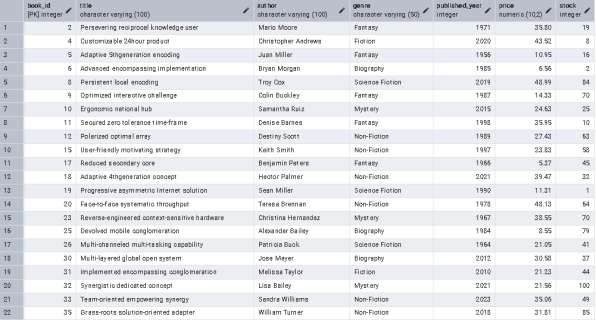 book_id title author genre published_year price stock
[PK] integer character varying (100) character varying (100) character varying (50) integer numeric (10,2) integer
1 2 Persevering reciprocal knowledge user Mario Moore Fantasy 1971 35.80 19
2 4 Customizable 24hour product Christopher Andrews Fiction 2020 43.52 8
3 5 Adaptive 5thgeneration encoding Juan Miller Fantasy 1956 10.95 16
4 6 Advanced encompassing implementation Bryan Morgan Biography 1985 6.56 2
5 8 Persistent local encoding Troy Cox Science Fiction 2019 48.99 84
6 9 Optimized interactive challenge Colin Buckley Fantasy 1987 14.33 70
7 10 Ergonomic national hub Samantha Ruiz Mystery 2015 24.63 25
8 11 Secured zero tolerance time-frame Denise Barnes Fantasy 1993 35.95 10
9 12 Polarized optimal array Destiny Scott Non-Fiction 1989 27.43 63
10 15 User-friendly motivating strategy Keith Smith Non-Fiction 1997 23.83 58
11 17 Reduced secondary core Benjamin Peters Fantasy 1966 5.27 45
12 18 Adaptive 4thgeneration concept Hector Palmer Non-Fiction 2021 39.47 32
13 19 Progressive asymmetric Internet solution Sean Miller Science Fiction 1990 11.31 1
14 20 Face-to-face systematic throughput Teresa Brennan Non-Fiction 1978 48.13 64
15 23 Reverse-engineered context-sensitive hardware Christina Hernandez Mystery 1967 38.55 70
16 25 Devolved mobile conglomeration Alexander Bailey Biography 1984 8.55 79
17 26 Multi-channeled multi-tasking capability Patricia Buck Science Fiction 1964 21.05 41
18 30 Multi-layered global open system Jose Meyer Biography 2012 30.58 37
19 31 Implemented encompassing conglomeration Melissa Taylor Fiction 2010 21.23 44
20 32 Synergistic dedicated concept Lisa Bailey Mystery 2021 21.56 100
21 33 Team-oriented empowering synergy Sandra Williams Non-Fiction 2023 35.06 49
22 35 Grass-roots solution-oriented adapter William Turner Non-Fiction 2018 31.81 85